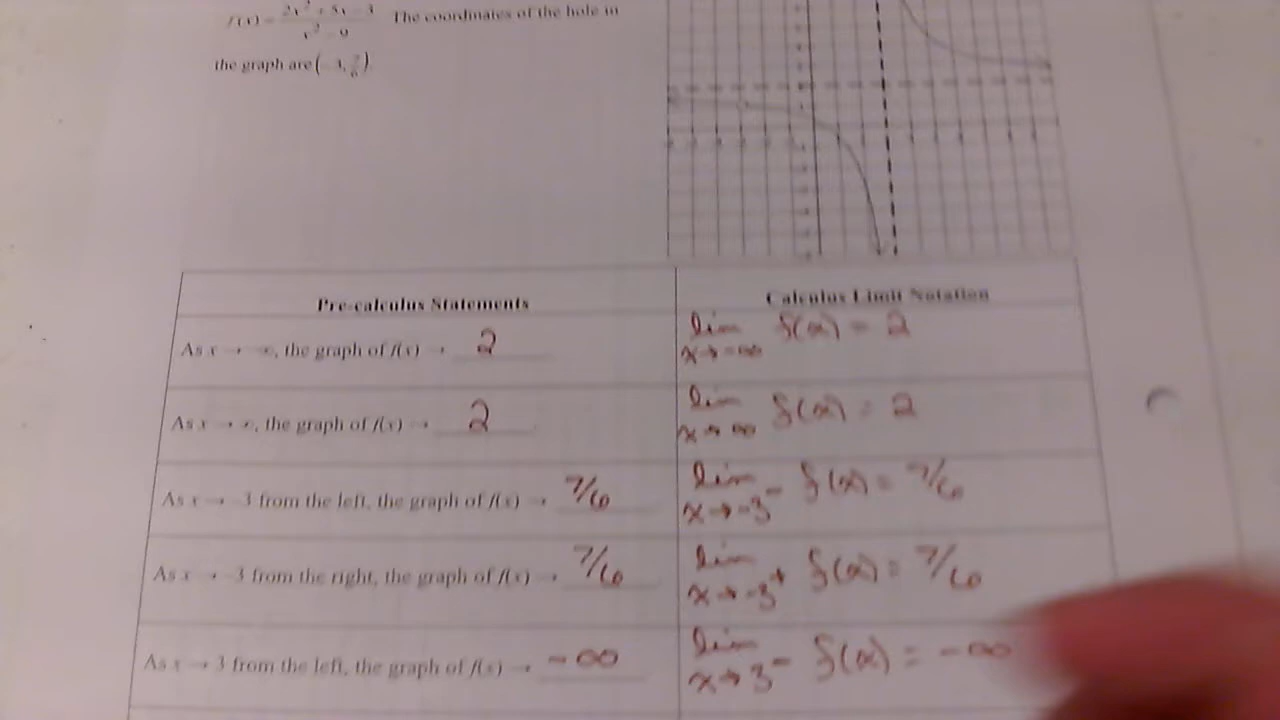 f(x) = (2x² + 5x - 3)/(x² - 9) The coordinates of the hole in
the graph are (-3, 7/6).
Pre-calculus Statements
Calculus Limit Notation
As x → -∞, the graph of f(x) → 2
lim x→-∞ f(x) = 2
As x → ∞, the graph of f(x) → 2
lim x→∞ f(x) = 2
As x → -3 from the left, the graph of f(x) → 7/6
lim x→-3⁻ f(x) = 7/6
As x → -3 from the right, the graph of f(x) → 7/6
lim x→-3⁺ f(x) = 7/6
As x → 3 from the left, the graph of f(x) → -∞
lim x→3⁻ f(x) = -∞